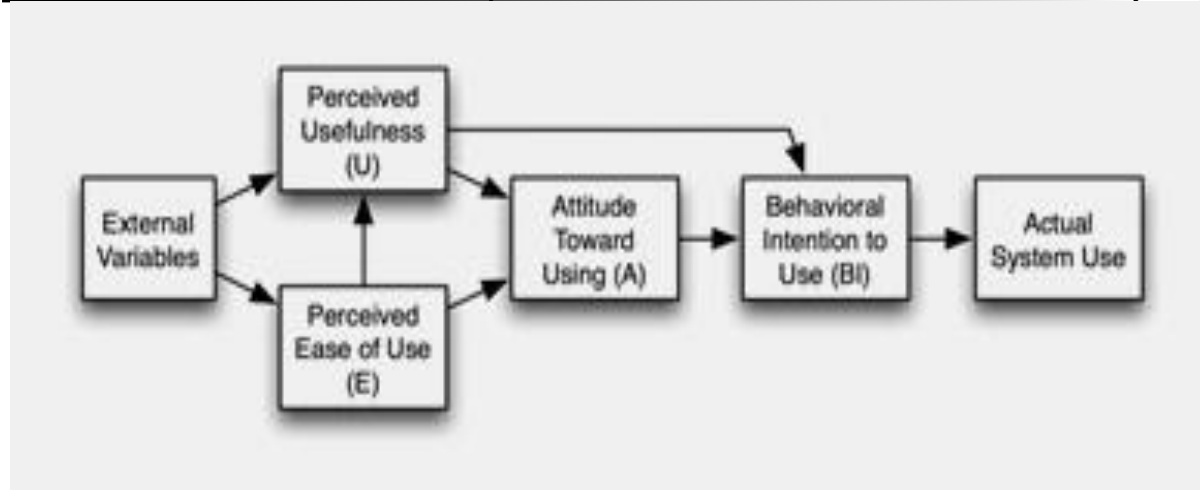 External
Variables
Perceived
Usefulness
(U)
Perceived
Ease of Use
(E)
Attitude
Toward
Using (A)
Behavioral
Intention to
Use (BI)
Actual
System Use